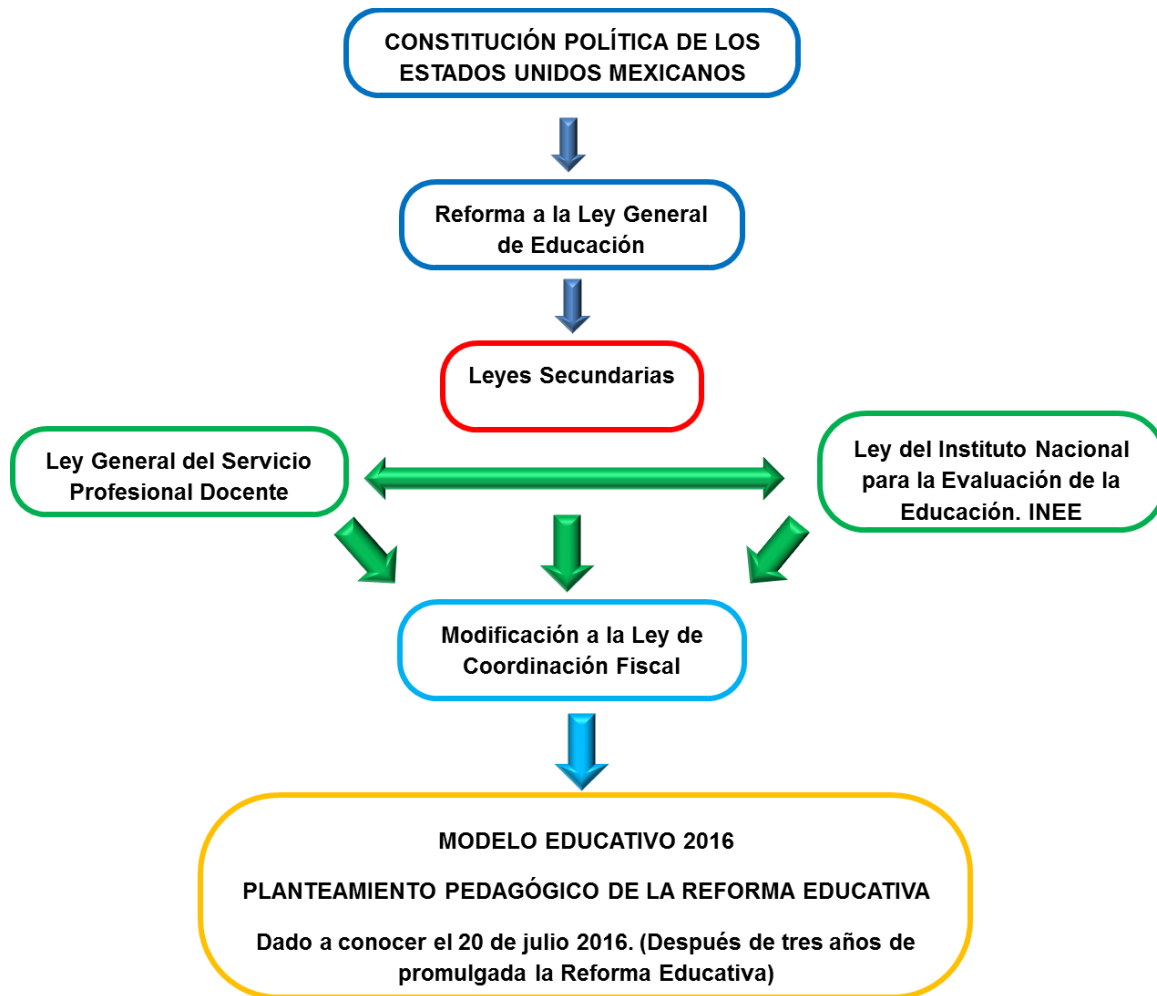 CONSTITUCIÓN POLÍTICA DE LOS
ESTADOS UNIDOS MEXICANOS
Reforma a la Ley General
de Educación
Leyes Secundarias
Ley General del Servicio
Profesional Docente
Ley del Instituto Nacional
para la Evaluación de la
Educación. INEE
Modificación a la Ley de
Coordinación Fiscal
MODELO EDUCATIVO 2016
PLANTEAMIENTO PEDAGÓGICO DE LA REFORMA EDUCATIVA
Dado a conocer el 20 de julio 2016. (Después de tres años de
promulgada la Reforma Educativa)